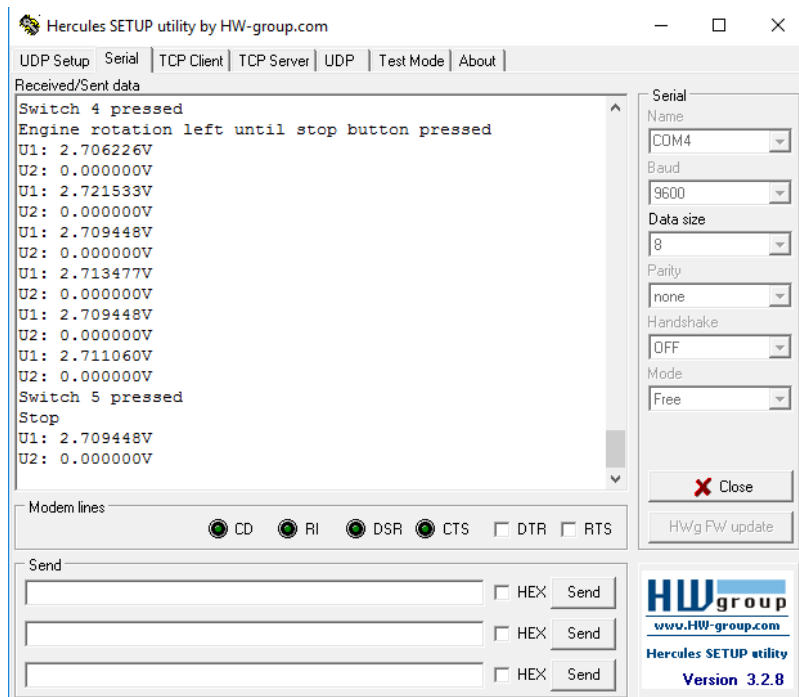 Hercules SETUP utility by HW-group.com
UDP Setup Serial TCP Client TCP Server UDP Test Mode About
Received/Sent data
Switch 4 pressed
Engine rotation left until stop button pressed
U1: 2.706226V
U2: 0.000000V
U1: 2.721533V
U2: 0.000000V
U1: 2.709448V
U2: 0.000000V
U1: 2.713477V
U2: 0.000000V
U1: 2.709448V
U2: 0.000000V
U1: 2.711060V
U2: 0.000000V
Switch 5 pressed
Stop
U1: 2.709448V
U2: 0.000000V
Serial
Name
COM4
Baud
9600
Data size
8
Parity
none
Handshake
OFF
Mode
Free
Close
HWg FW update
Modem lines
CD RI DSR CTS DTR RTS
Send
HEX Send
HEX Send
HEX Send
HW group
www.HW-group.com
Hercules SETUP utility
Version 3.2.8